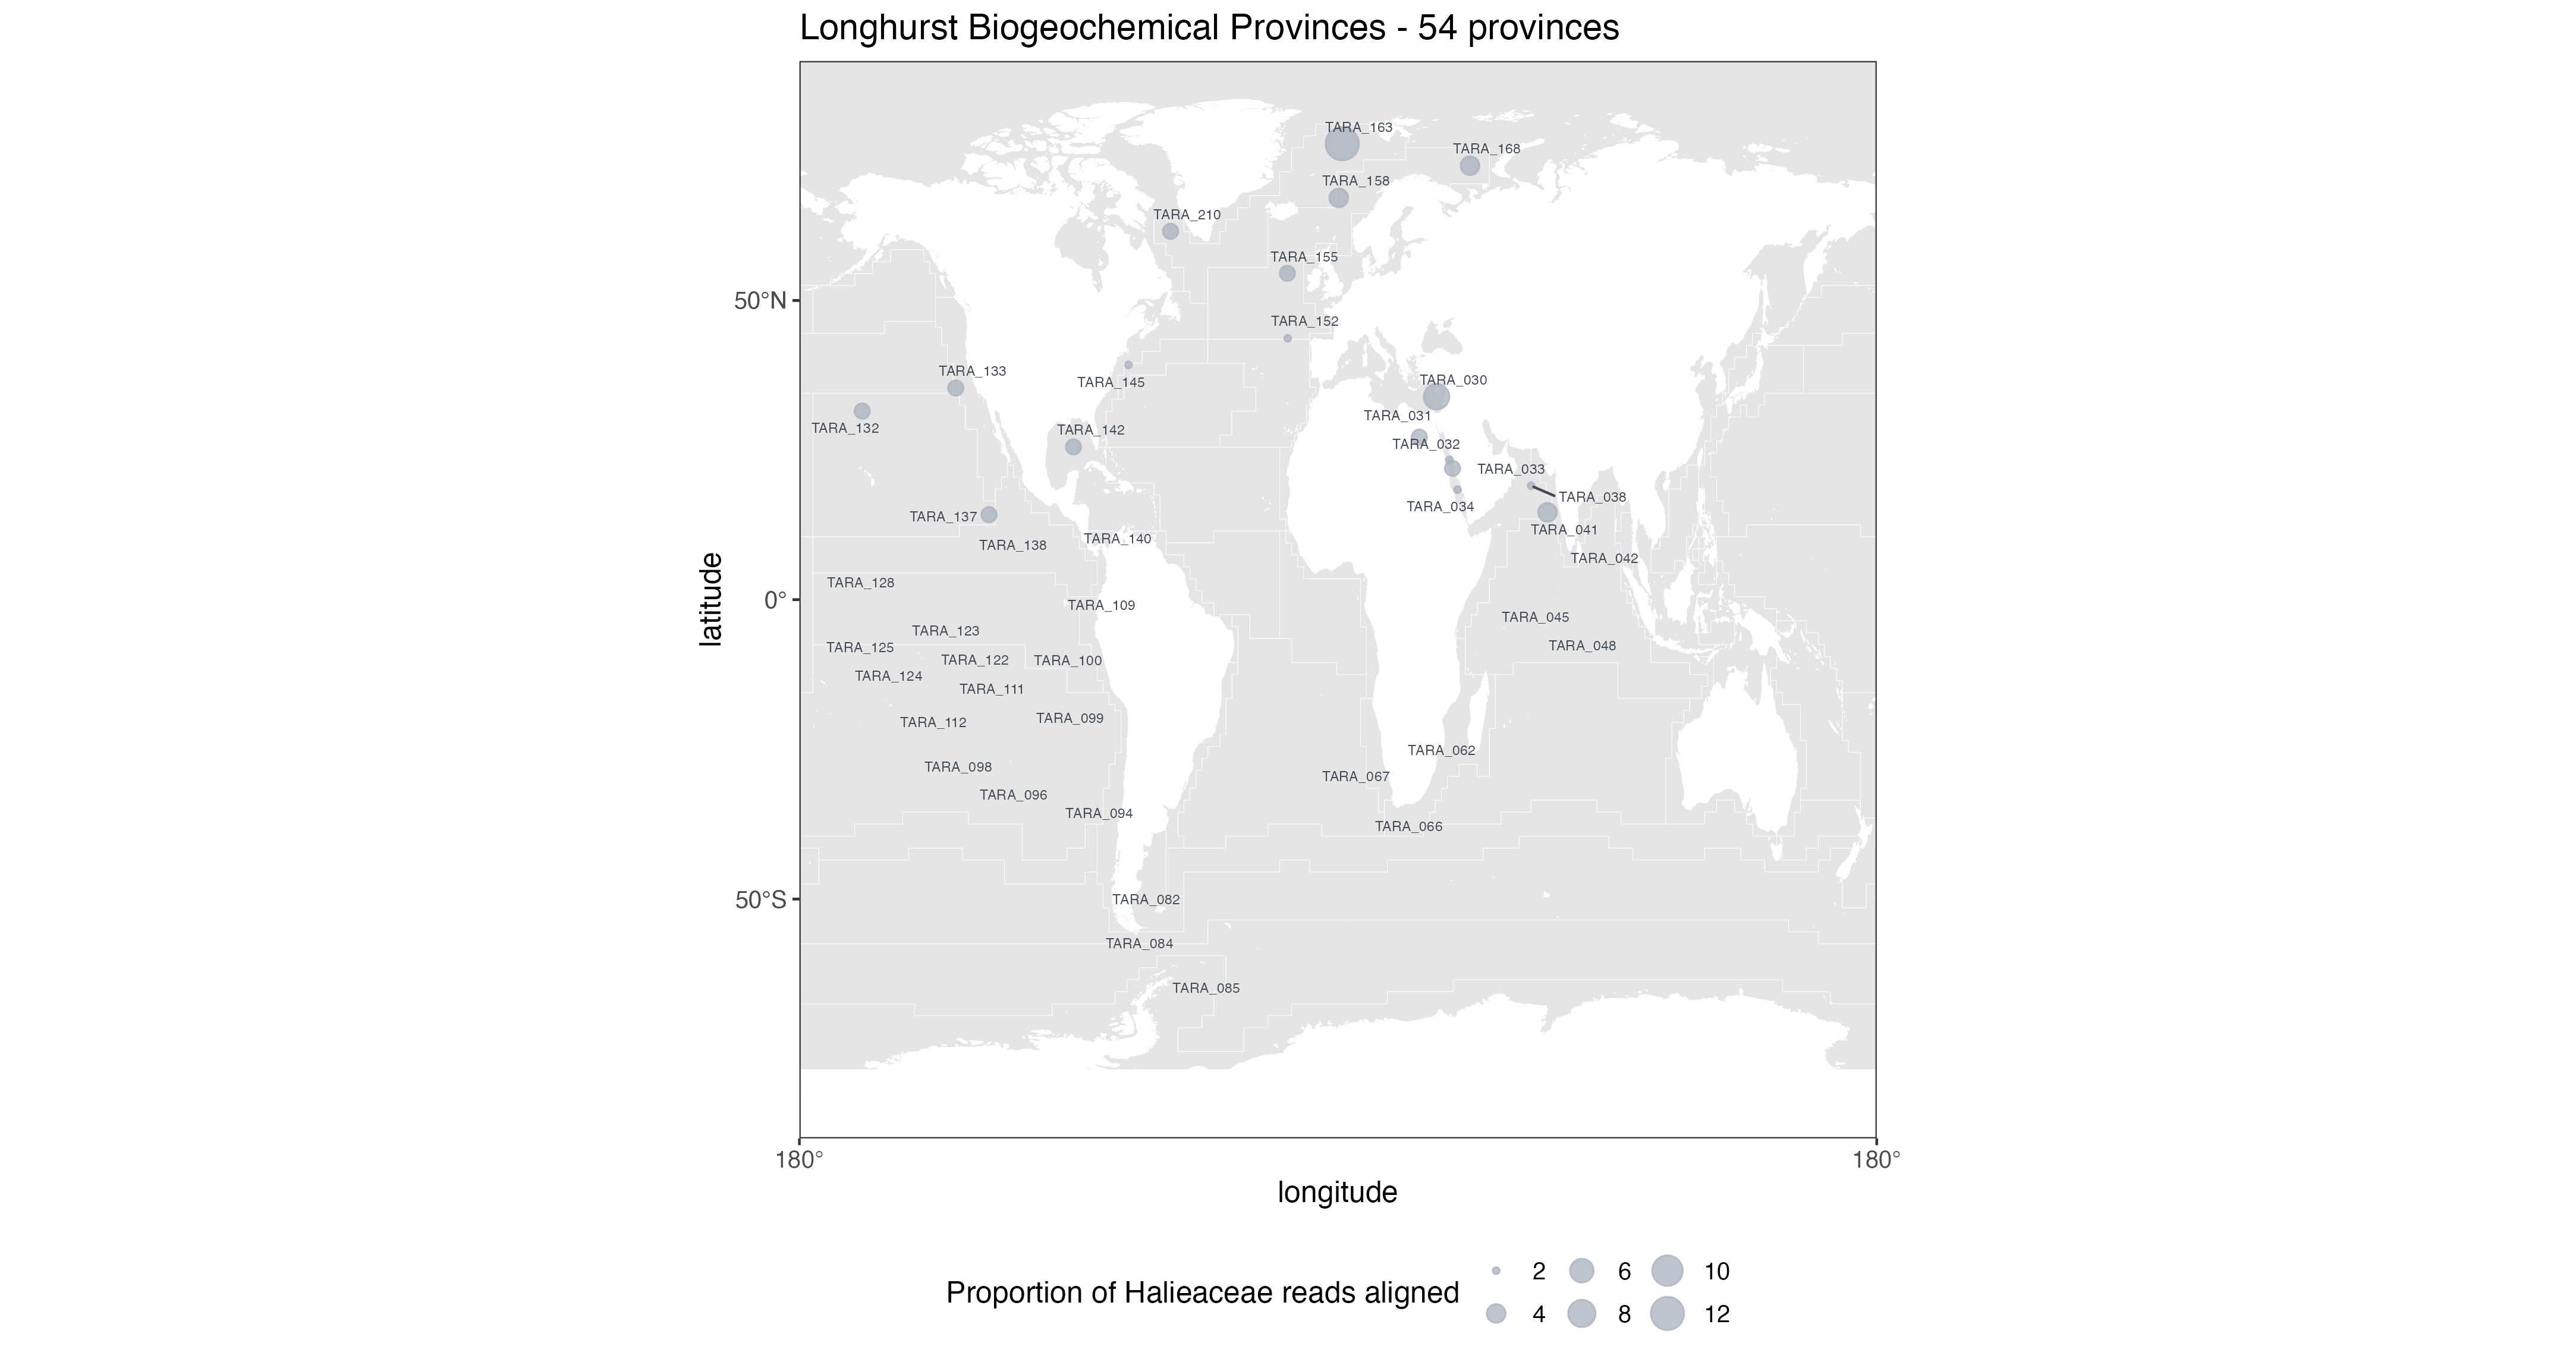 Longhurst Biogeochemical Provinces - 54 provinces
TARA_163
TARA_168
TARA_158
TARA_210
TARA_155
50°N
TARA_152
TARA_133
TARA_145
TARA_030
TARA_031
TARA_132
TARA_142
TARA_032
TARA_033
TARA_038
TARA_034
TARA_137
TARA_041
TARA_138
TARA_140
TARA_042
TARA_128
0°
TARA_109
TARA_045
TARA_123
TARA_125
TARA_048
TARA_122
TARA_100
TARA_124
TARA_111
TARA_112
TARA_099
TARA_062
TARA_098
TARA_067
TARA_096
TARA_094
TARA_066
50°S
TARA_082
TARA_084
TARA_085
latitude
180°
180°
longitude
Proportion of Halieaceae reads aligned
2
6
10
4
8
12